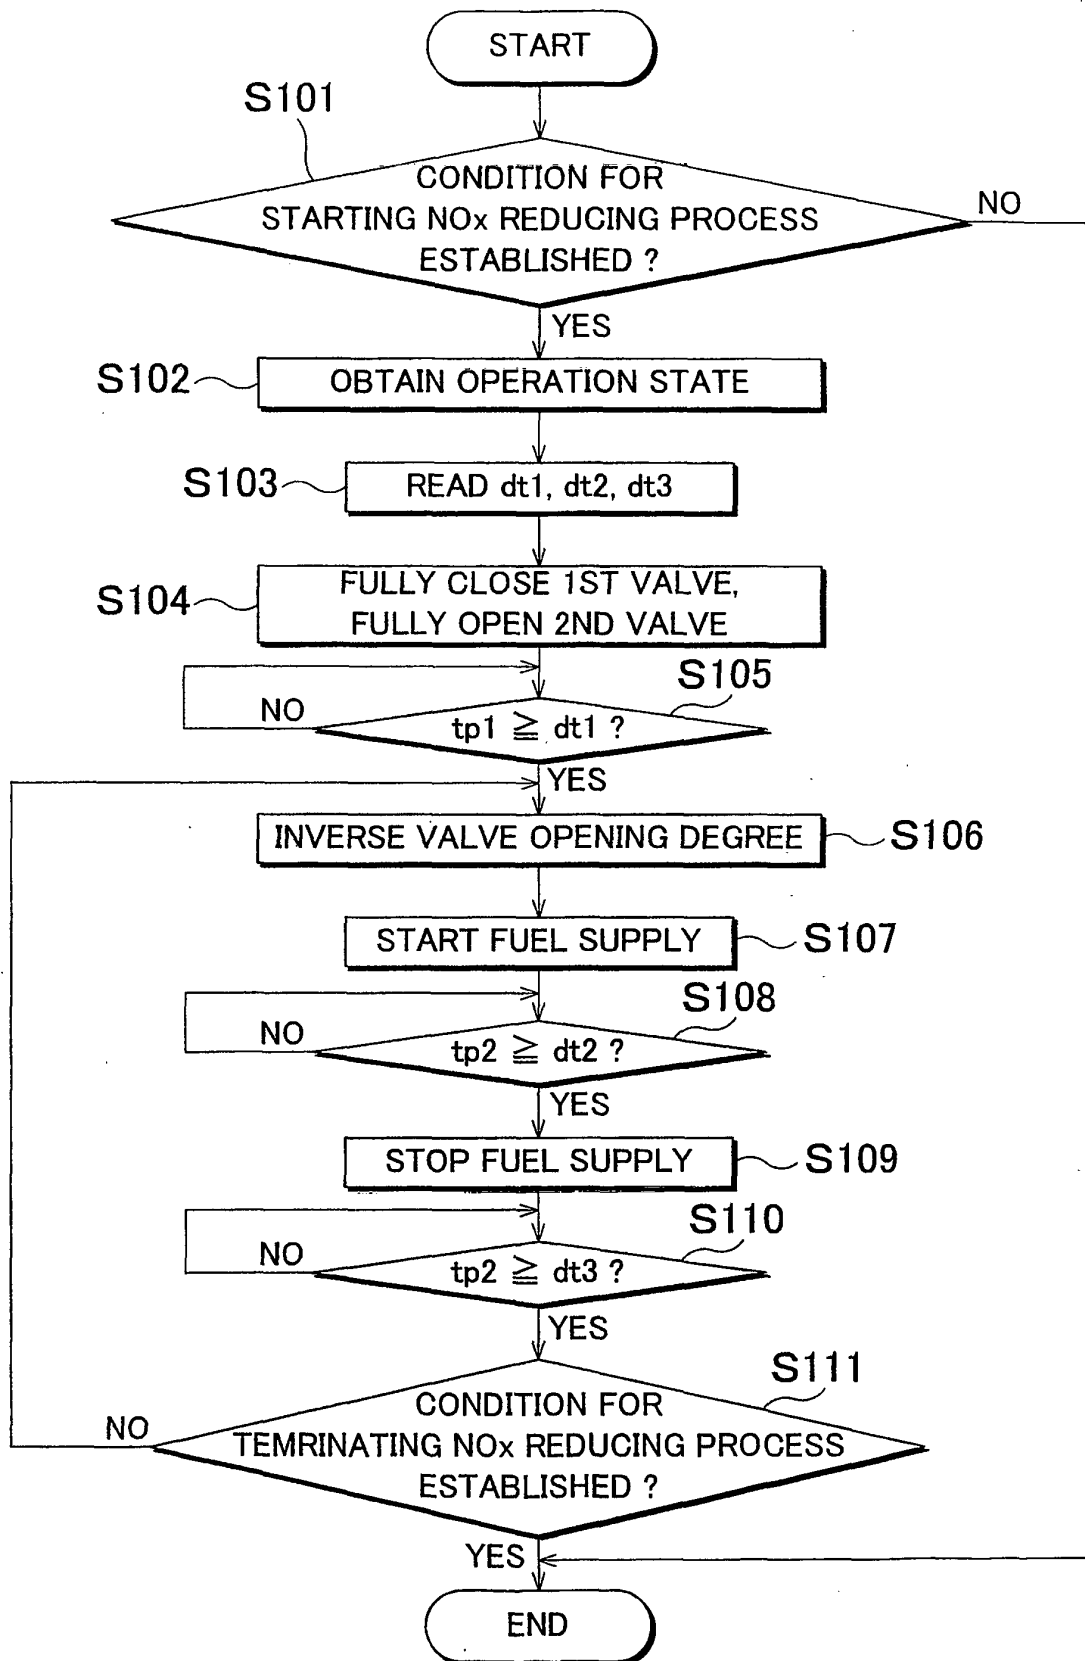 START
S101
CONDITION FOR
STARTING NOx REDUCING PROCESS
ESTABLISHED ?
NO
YES
S102
OBTAIN OPERATION STATE
S103
READ dt1, dt2, dt3
S104
FULLY CLOSE 1ST VALVE,
FULLY OPEN 2ND VALVE
S105
NO
tp1 ≧ dt1 ?
YES
INVERSE VALVE OPENING DEGREE
S106
START FUEL SUPPLY
S107
S108
NO
tp2 ≧ dt2 ?
YES
STOP FUEL SUPPLY
S109
S110
NO
tp2 ≧ dt3 ?
YES
S111
NO
CONDITION FOR
TEMRINATING NOx REDUCING PROCESS
ESTABLISHED ?
YES
END